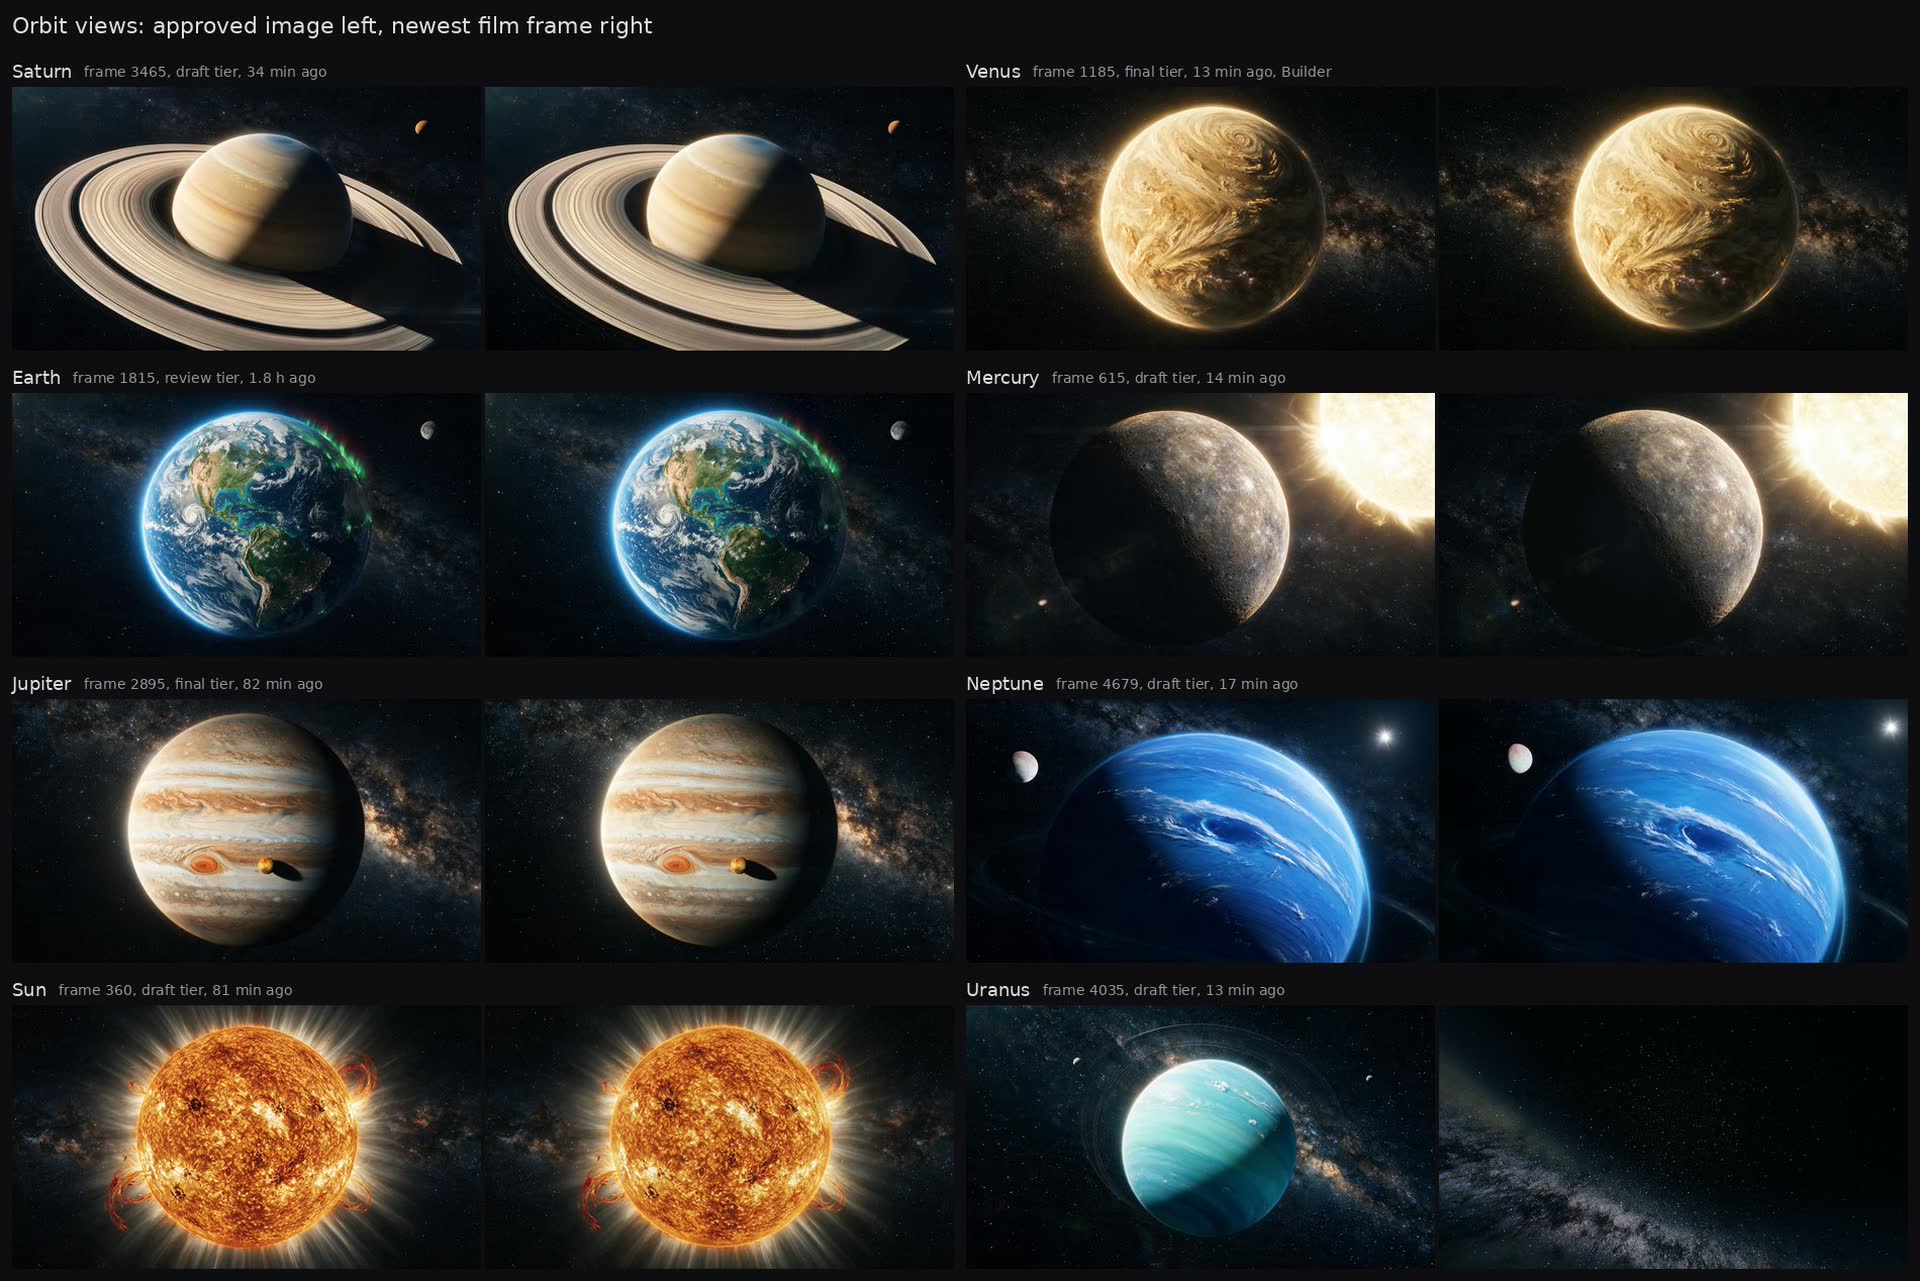 Orbit views: approved image left, newest film frame right
Saturn frame 3465, draft tier, 34 min ago
Venus frame 1185, final tier, 13 min ago, Builder
Earth frame 1815, review tier, 1.8 h ago
Mercury frame 615, draft tier, 14 min ago
Jupiter frame 2895, final tier, 82 min ago
Neptune frame 4679, draft tier, 17 min ago
Sun frame 360, draft tier, 81 min ago
Uranus frame 4035, draft tier, 13 min ago